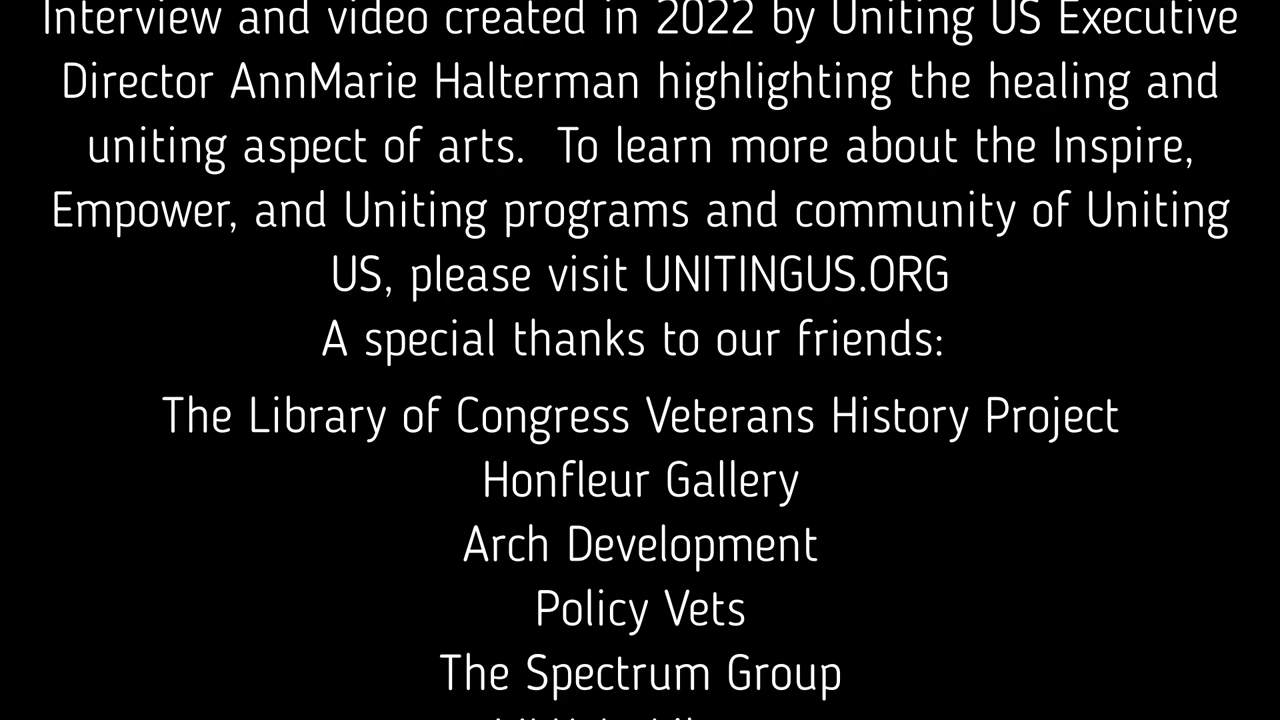 Interview and video created in 2022 by Uniting US Executive
Director AnnMarie Halterman highlighting the healing and
uniting aspect of arts.  To learn more about the Inspire,
Empower, and Uniting programs and community of Uniting
US, please visit UNITINGUS.ORG
A special thanks to our friends:
The Library of Congress Veterans History Project
Honfleur Gallery
Arch Development
Policy Vets
The Spectrum Group